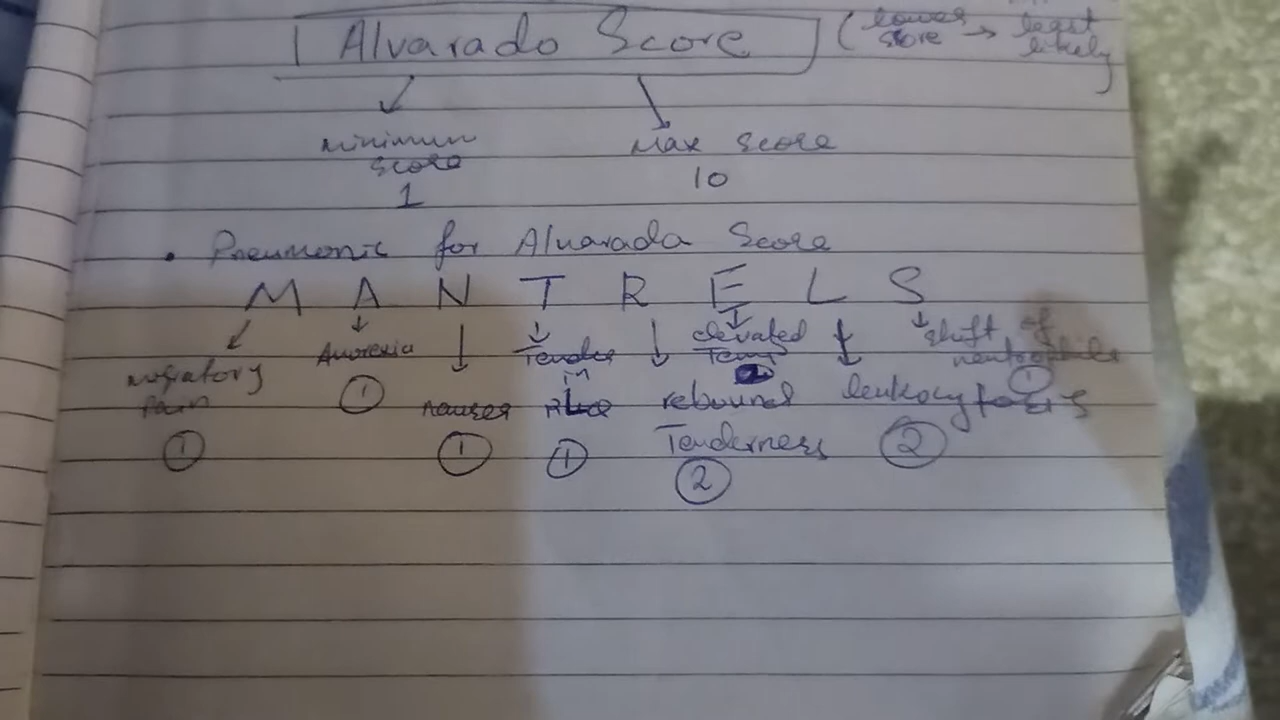 Alvarado Score (lower score → least likely
minimum score
1
Max Score
10
• Pneumonic for Alvarada Score
M A N T R E L S
migratory pain
1
Anorexia
1
nausea
1
Tender in
1
rebound Tenderness
2
elevated Temp
leukocytosis
2
shift of neutrophils
1